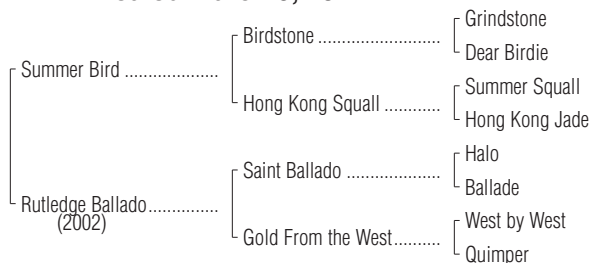 Grindstone
Birdstone ..........................
Dear Birdie
Summer Bird ....................
Summer Squall
Hong Kong Squall ............
Hong Kong Jade
Halo
Saint Ballado ....................
Ballade
Rutledge Ballado...............
(2002)
West by West
Gold From the West..........
Quimper